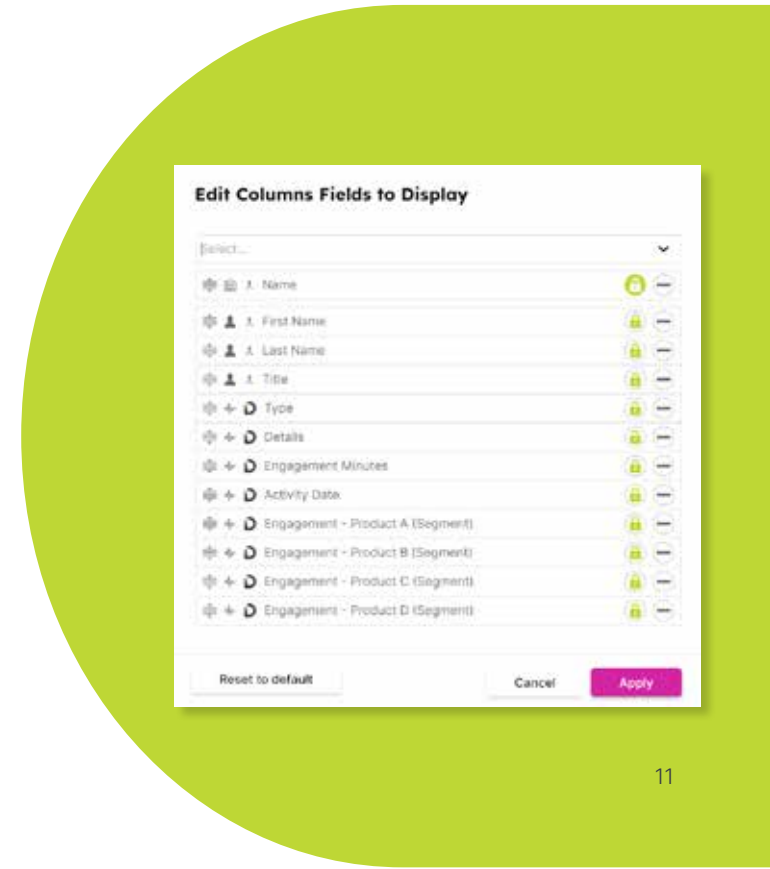 Edit Columns Fields to Display
Select...
Name
First Name
Last Name
Title
Type
Details
Engagement Minutes
Activity Date
Engagement - Product A (Segment)
Engagement - Product B (Segment)
Engagement - Product C (Segment)
Engagement - Product D (Segment)
Reset to default
Cancel
Apply
11